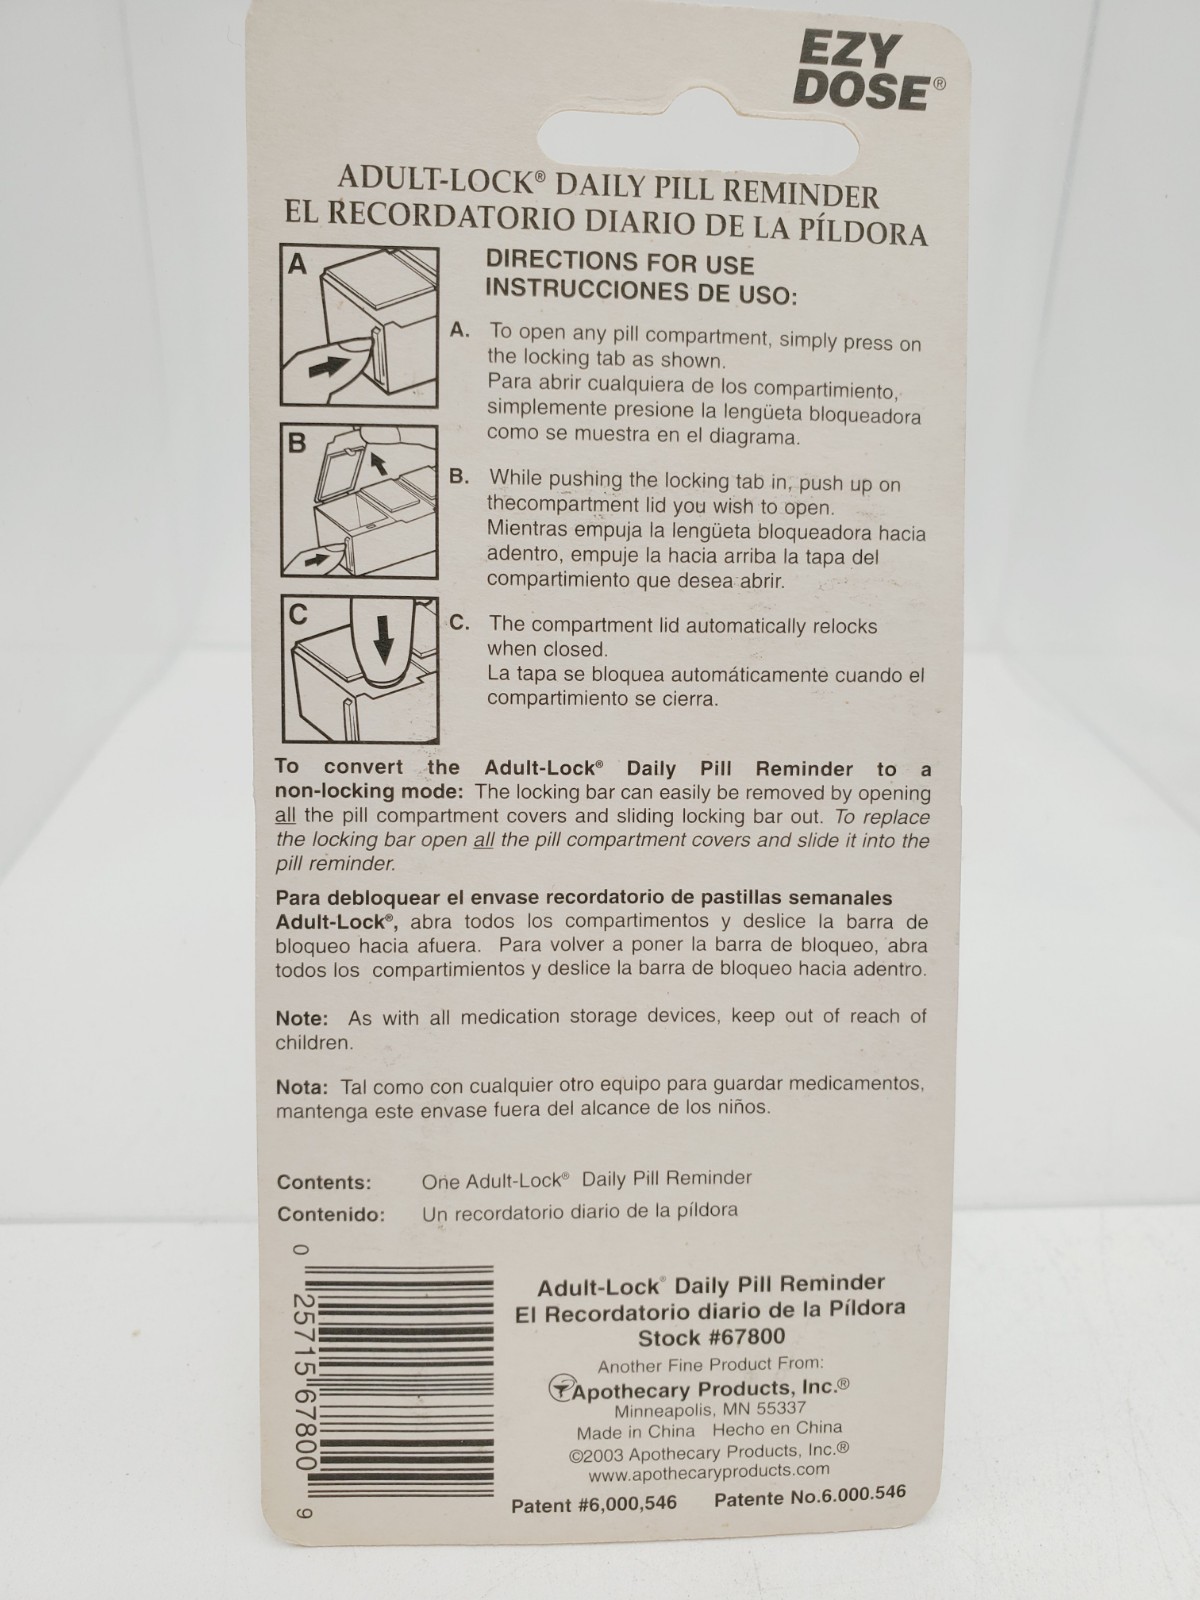 EZY
DOSE®
ADULT-LOCK® DAILY PILL REMINDER
EL RECORDATORIO DIARIO DE LA PÍLDORA
A
DIRECTIONS FOR USE
INSTRUCCIONES DE USO:
A. To open any pill compartment, simply press on
the locking tab as shown.
Para abrir cualquiera de los compartimiento,
simplemente presione la lengüeta bloqueadora
como se muestra en el diagrama.
B
B. While pushing the locking tab in, push up on
thecompartment lid you wish to open.
Mientras empuja la lengüeta bloqueadora hacia
adentro, empuje la hacia arriba la tapa del
compartimiento que desea abrir.
C
C. The compartment lid automatically relocks
when closed.
La tapa se bloquea automáticamente cuando el
compartimiento se cierra.
To convert the Adult-Lock® Daily Pill Reminder to a
non-locking mode: The locking bar can easily be removed by opening
all the pill compartment covers and sliding locking bar out. To replace
the locking bar open all the pill compartment covers and slide it into the
pill reminder.
Para debloquear el envase recordatorio de pastillas semanales
Adult-Lock®, abra todos los compartimentos y deslice la barra de
bloqueo hacia afuera. Para volver a poner la barra de bloqueo, abra
todos los compartimientos y deslice la barra de bloqueo hacia adentro.
Note: As with all medication storage devices, keep out of reach of
children.
Nota: Tal como con cualquier otro equipo para guardar medicamentos,
mantenga este envase fuera del alcance de los niños.
Contents: One Adult-Lock® Daily Pill Reminder
Contenido: Un recordatorio diario de la píldora
0 25715 67800 9
Adult-Lock® Daily Pill Reminder
El Recordatorio diario de la Píldora
Stock #67800
Another Fine Product From:
Apothecary Products, Inc.®
Minneapolis, MN 55337
Made in China Hecho en China
©2003 Apothecary Products, Inc.®
www.apothecaryproducts.com
Patent #6,000,546 Patente No.6.000.546